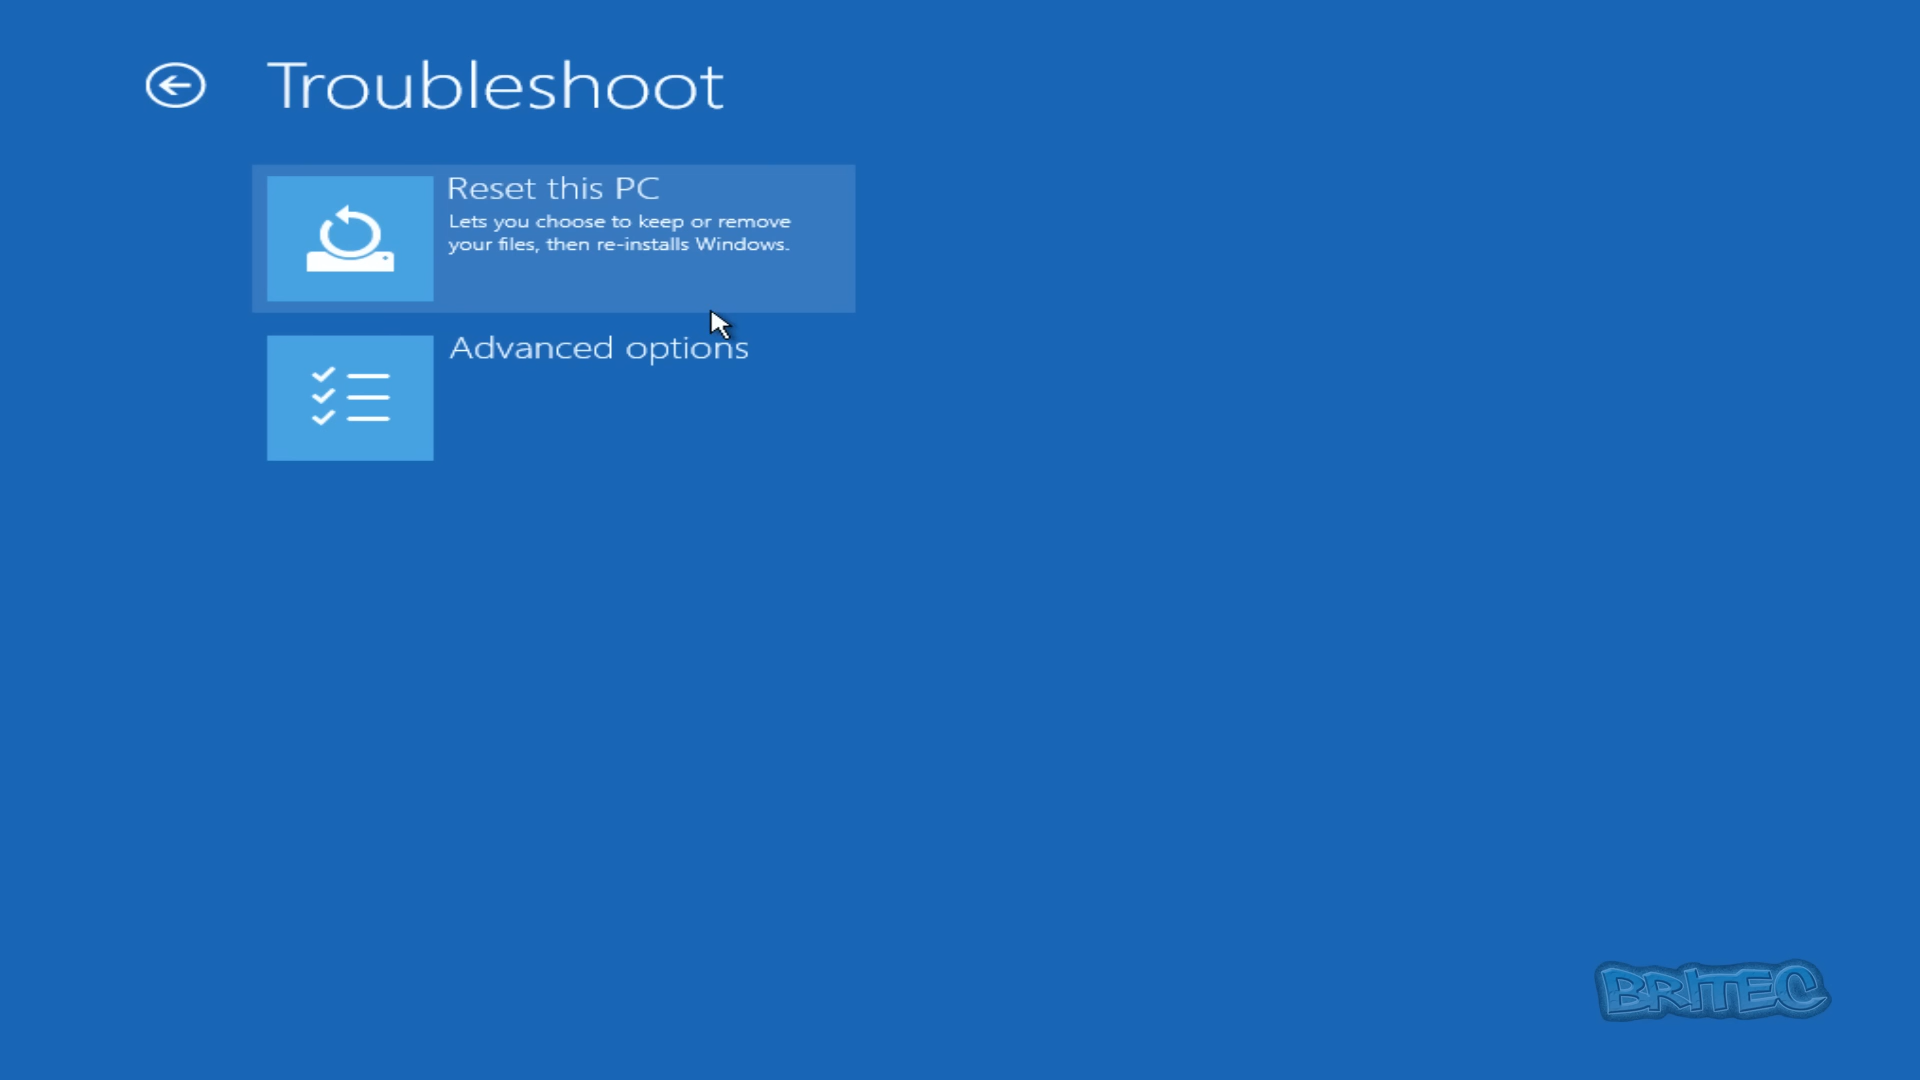 Troubleshoot
Reset this PC
Lets you choose to keep or remove
your files, then re-installs Windows.
Advanced options
BRITEC